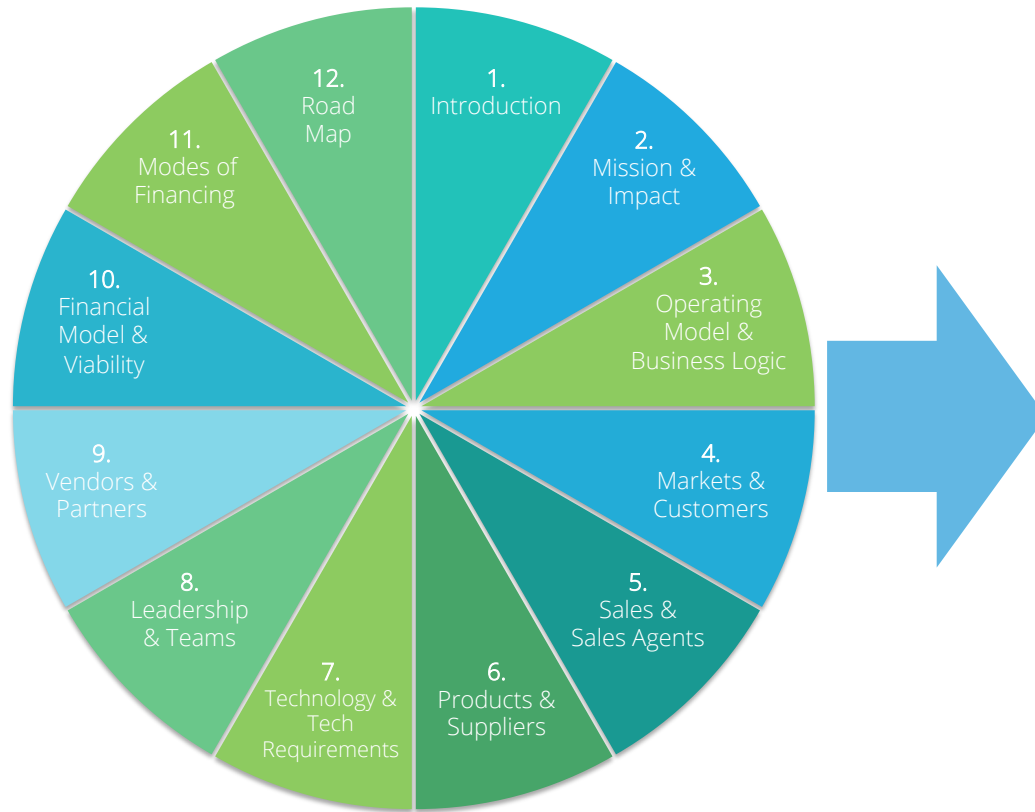 1.
Introduction
2.
Mission &
Impact
3.
Operating
Model &
Business Logic
4.
Markets &
Customers
5.
Sales &
Sales Agents
6.
Products &
Suppliers
7.
Technology &
Tech
Requirements
8.
Leadership
& Teams
9.
Vendors &
Partners
10.
Financial
Model &
Viability
11.
Modes of
Financing
12.
Road
Map